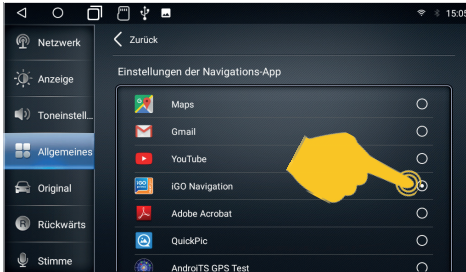 15:05
Netzwerk
Zurück
Anzeige
Einstellungen der Navigations-App
Toneinstell...
Maps
Gmail
Allgemeines
YouTube
iGO Navigation
Original
Adobe Acrobat
R Rückwärts
QuickPic
Stimme
AndroiTS GPS Test